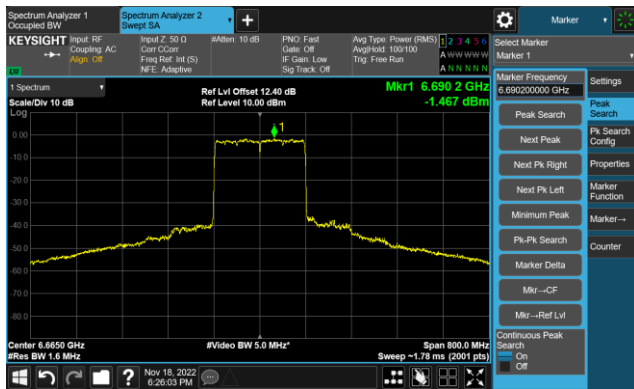 Spectrum Analyzer 1
Occupied BW
Spectrum Analyzer 2
Swept SA
Marker
KEYSIGHT
Input: RF
Coupling: AC
Align: Off
Input Z: 50 Ω
Corr CCorr
Freq Ref: Int (S)
NFE: Adaptive
#Atten: 10 dB
PNO: Fast
Gate: Off
IF Gain: Low
Sig Track: Off
Avg Type: Power (RMS)
Avg|Hold: 100/100
Trig: Free Run
1 2 3 4 5 6
A W W W W W
A N N N N N
LU
Select Marker
Marker 1
1 Spectrum
Scale/Div 10 dB
Log
Ref Lvl Offset 12.40 dB
Ref Level 10.00 dBm
Mkr1 6.690 2 GHz
-1.467 dBm
1
0.00
-10.0
-20.0
-30.0
-40.0
-50.0
-60.0
-70.0
-80.0
Center 6.6650 GHz
#Res BW 1.6 MHz
#Video BW 5.0 MHz*
Span 800.0 MHz
Sweep ~1.78 ms (2001 pts)
Marker Frequency
6.690200000 GHz
Peak Search
Next Peak
Next Pk Right
Next Pk Left
Minimum Peak
Pk-Pk Search
Marker Delta
Mkr→CF
Mkr→Ref Lvl
Continuous Peak
Search
On
Off
Settings
Peak
Search
Pk Search
Config
Properties
Marker
Function
Marker→
Counter
?
Nov 18, 2022
6:26:03 PM